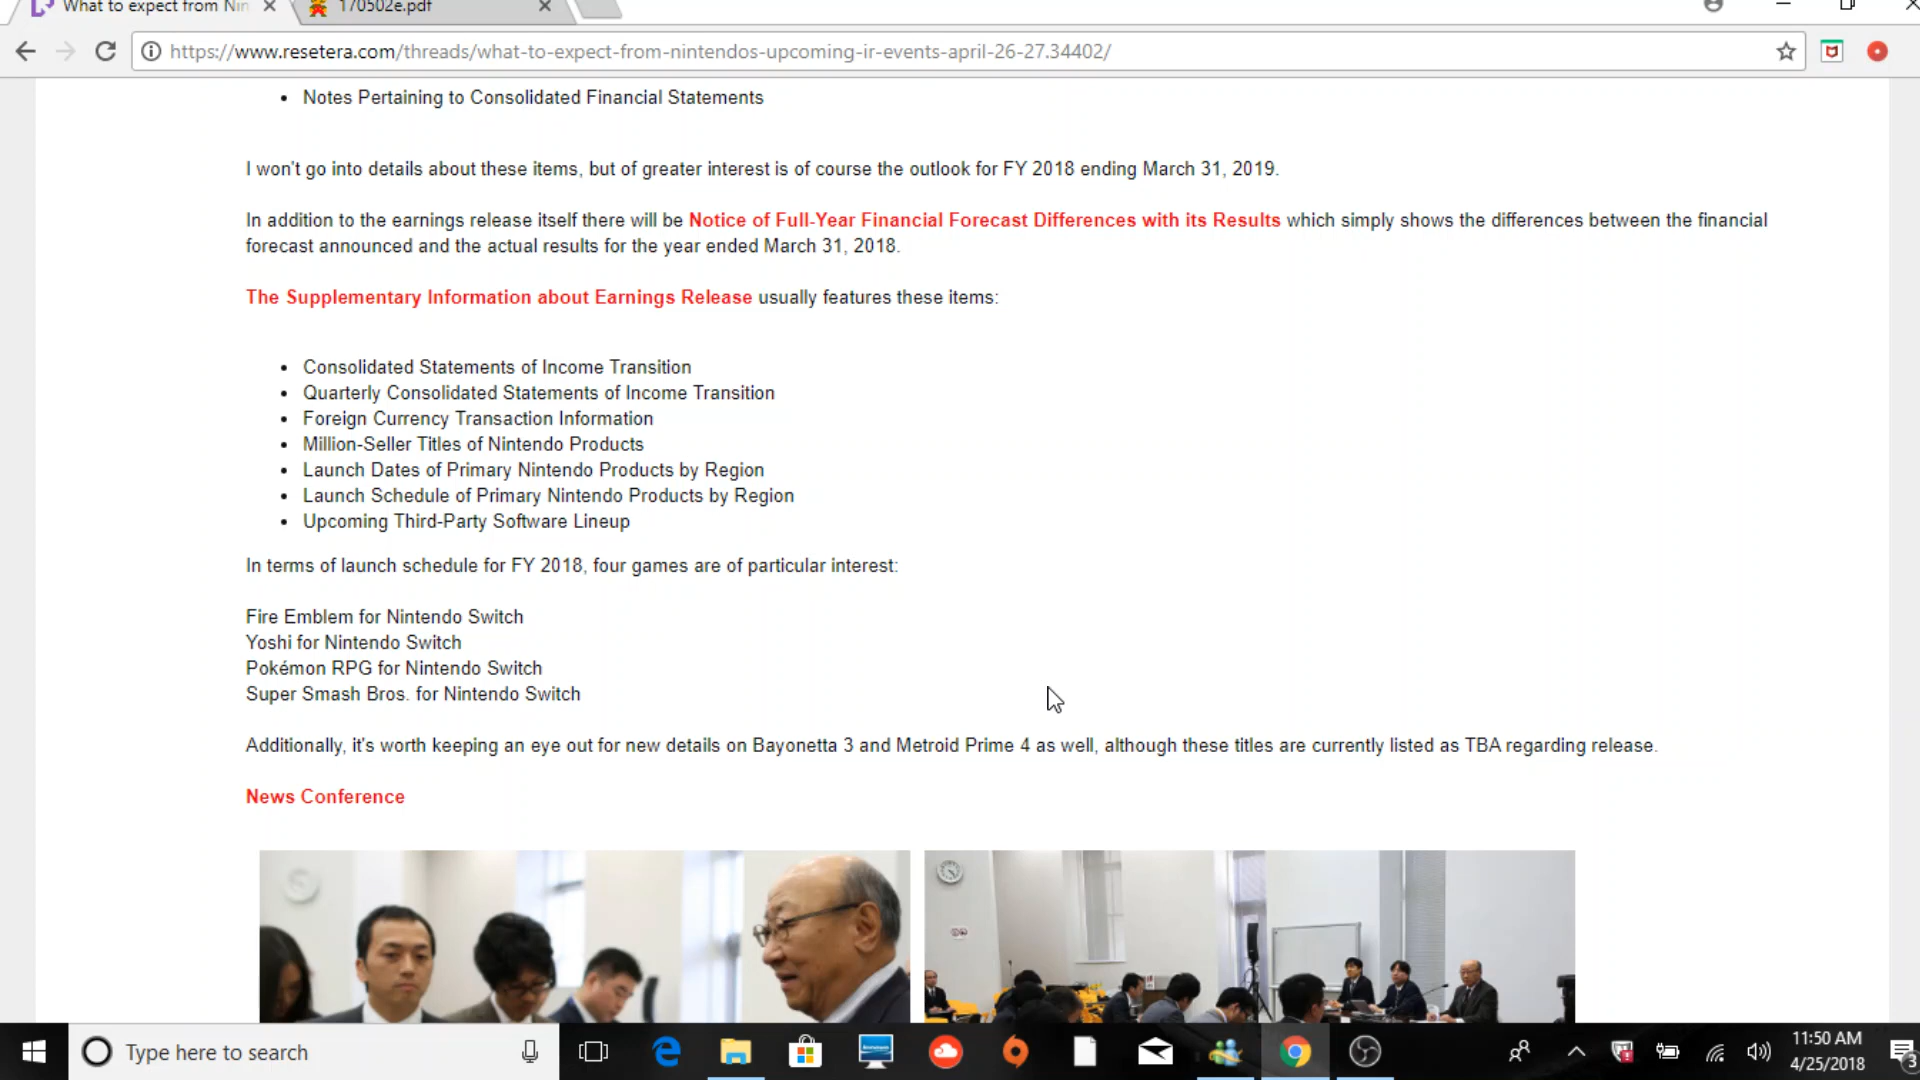 What to expect from Nin
170502e.pdf
https://www.resetera.com/threads/what-to-expect-from-nintendos-upcoming-ir-events-april-26-27.34402/
• Notes Pertaining to Consolidated Financial Statements
I won't go into details about these items, but of greater interest is of course the outlook for FY 2018 ending March 31, 2019.
In addition to the earnings release itself there will be Notice of Full-Year Financial Forecast Differences with its Results which simply shows the differences between the financial
forecast announced and the actual results for the year ended March 31, 2018.
The Supplementary Information about Earnings Release usually features these items:
• Consolidated Statements of Income Transition
• Quarterly Consolidated Statements of Income Transition
• Foreign Currency Transaction Information
• Million-Seller Titles of Nintendo Products
• Launch Dates of Primary Nintendo Products by Region
• Launch Schedule of Primary Nintendo Products by Region
• Upcoming Third-Party Software Lineup
In terms of launch schedule for FY 2018, four games are of particular interest:
Fire Emblem for Nintendo Switch
Yoshi for Nintendo Switch
Pokémon RPG for Nintendo Switch
Super Smash Bros. for Nintendo Switch
Additionally, it's worth keeping an eye out for new details on Bayonetta 3 and Metroid Prime 4 as well, although these titles are currently listed as TBA regarding release.
News Conference
Type here to search
11:50 AM
4/25/2018
3